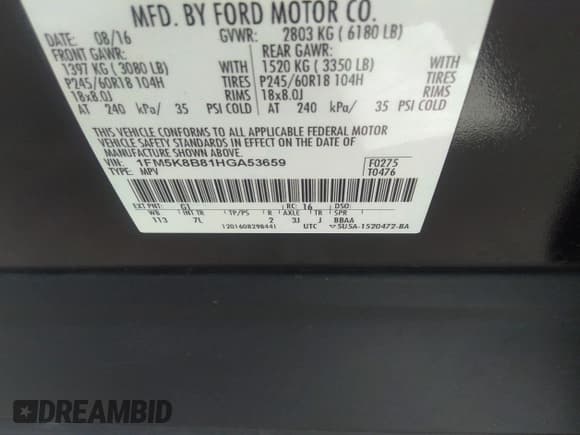 MFD. BY FORD MOTOR CO.
DATE: 08/16 GVWR: 2803 KG ( 6180 LB)
FRONT GAWR: REAR GAWR:
1397 KG ( 3080 LB) WITH 1520 KG ( 3350 LB) WITH
P245/60R18 104H TIRES P245/60R18 104H TIRES
18x8.0J RIMS 18x8.0J RIMS
AT 240 kPa/ 35 PSI COLD AT 240 kPa/ 35 PSI COLD
THIS VEHICLE CONFORMS TO ALL APPLICABLE FEDERAL MOTOR
VEHICLE SAFETY STANDARDS IN EFFECT ON THE DATE OF
MANUFACTURE SHOWN ABOVE.
VIN: 1FM5K8B81HGA53659 F0275
TYPE: MPV T0476
EXT PNT: G1 RC: 16 DSO:
WB INT TR TP/PS R AXLE TR SPR
113 7L 2 3J J BBAA
UTC 5U5A-1520472-BA
DREAMBID